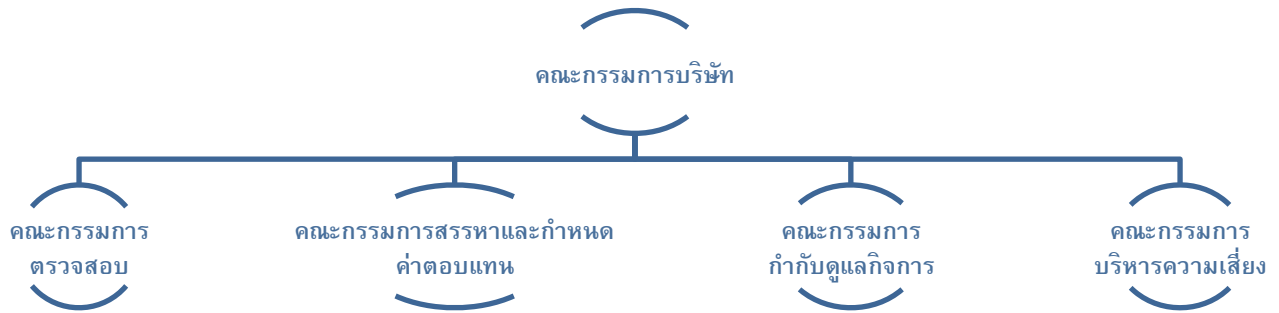 คณะกรรมการบริษัท
คณะกรรมการ
ตรวจสอบ
คณะกรรมการสรรหาและกำหนด
ค่าตอบแทน
คณะกรรมการ
กำกับดูแลกิจการ
คณะกรรมการ
บริหารความเสี่ยง